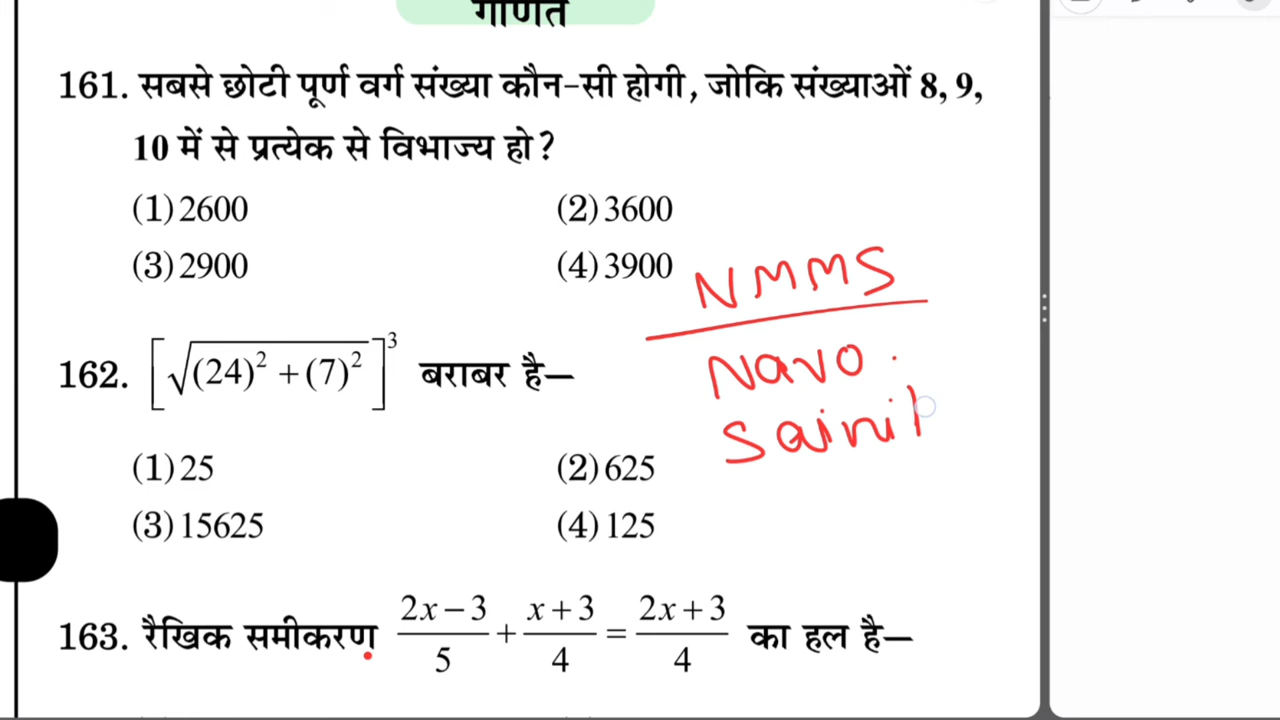 गणित
161. सबसे छोटी पूर्ण वर्ग संख्या कौन-सी होगी, जोकि संख्याओं 8, 9,
10 में से प्रत्येक से विभाज्य हो?
(1) 2600 (2) 3600
(3) 2900 (4) 3900
NMMS
Navo.
Sainik
162. [√((24)² + (7)²)]³ बराबर है—
(1) 25 (2) 625
(3) 15625 (4) 125
163. रैखिक समीकरण (2x−3)/5 + (x+3)/4 = (2x+3)/4 का हल है—